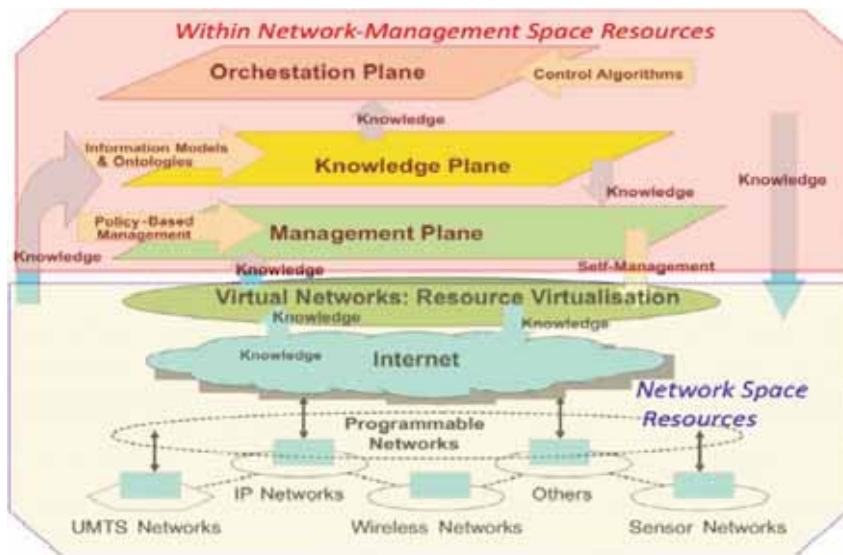 Within Network-Management Space Resources
Orchestation Plane
Control Algorithms
Knowledge
Information Models
& Ontologies
Knowledge Plane
Knowledge
Knowledge
Policy-Based
Management
Management Plane
Knowledge
Knowledge
Self-Management
Virtual Networks: Resource Virtualisation
Knowledge
Knowledge
Knowledge
Internet
Network Space
Resources
Programmable
Networks
IP Networks
Others
UMTS Networks
Wireless Networks
Sensor Networks